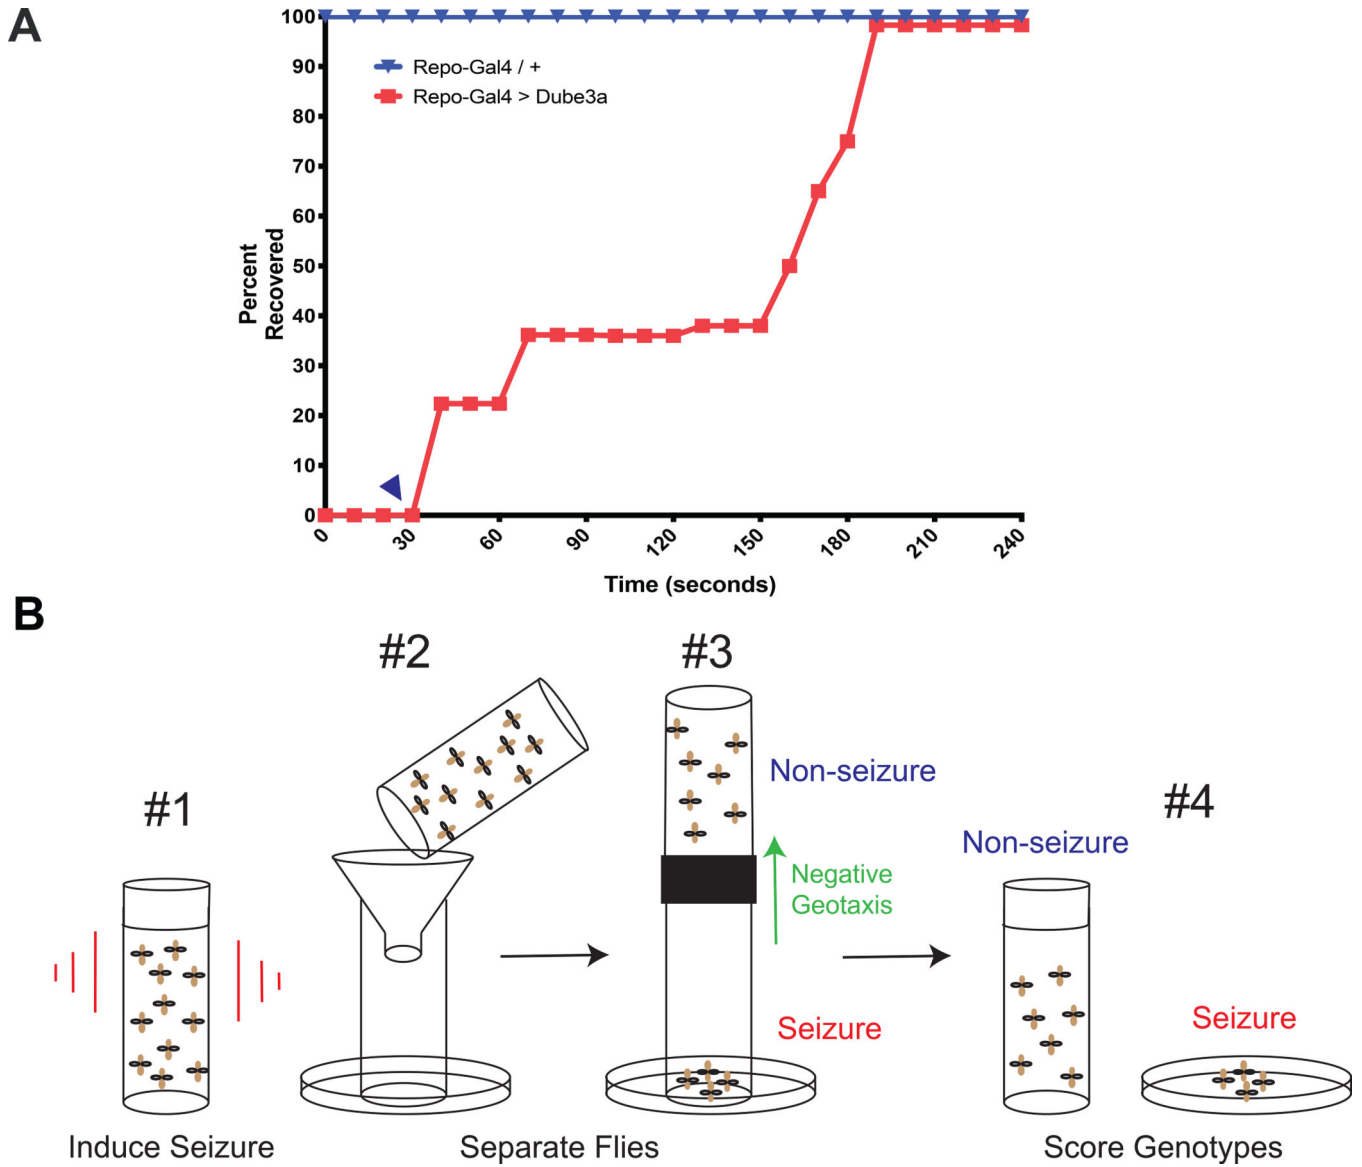 A
100
90
80
70
60
50
40
30
20
10
0
Percent
Recovered
Repo-Gal4 / +
Repo-Gal4 > Dube3a
0
30
60
90
120
150
180
210
240
Time (seconds)
B
#1
#2
#3
#4
Non-seizure
Negative
Geotaxis
Seizure
Non-seizure
Seizure
Induce Seizure
Separate Flies
Score Genotypes